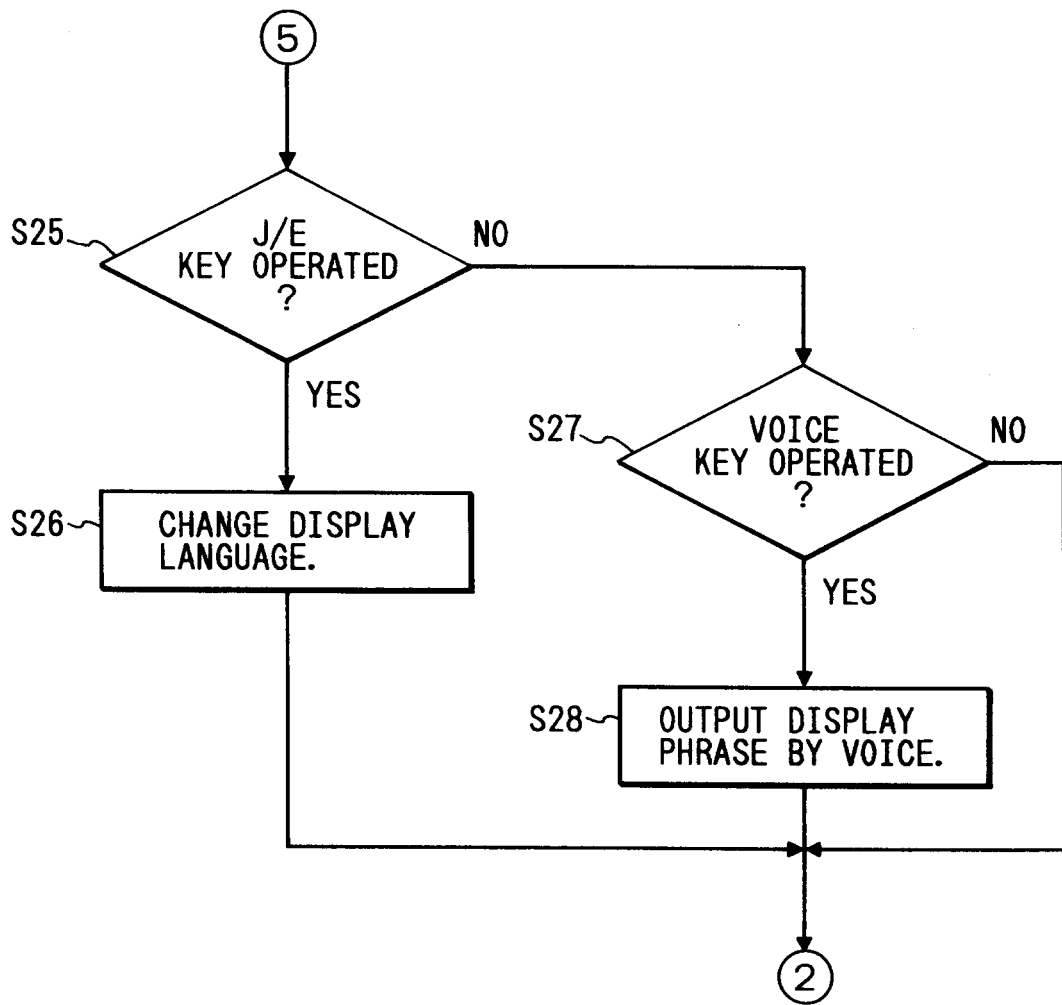 5
S25
J/E
KEY OPERATED
?
NO
YES
S26
CHANGE DISPLAY
LANGUAGE.
S27
VOICE
KEY OPERATED
?
NO
YES
S28
OUTPUT DISPLAY
PHRASE BY VOICE.
2